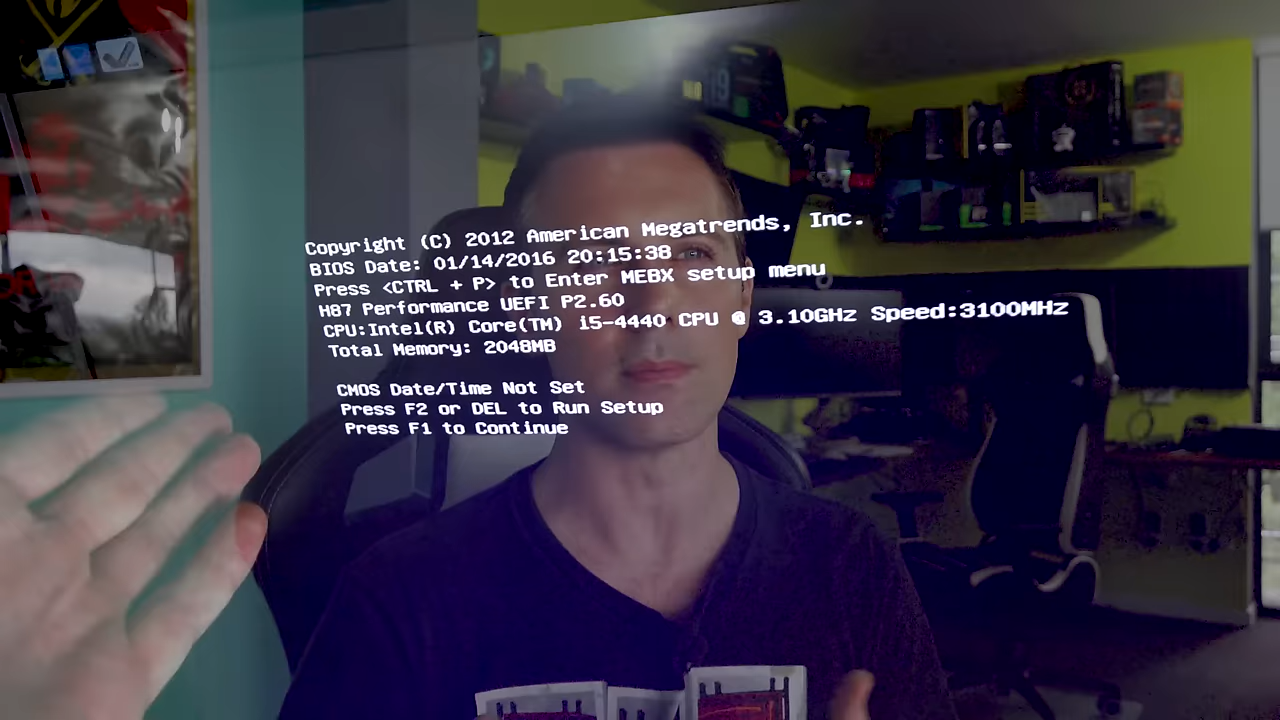 Copyright (C) 2012 American Megatrends, Inc.
BIOS Date: 01/14/2016 20:15:38
Press <CTRL + P> to Enter MEBX setup menu
H87 Performance UEFI P2.60
CPU:Intel(R) Core(TM) i5-4440 CPU @ 3.10GHz Speed:3100MHz
Total Memory: 2048MB
CMOS Date/Time Not Set
Press F2 or DEL to Run Setup
Press F1 to Continue